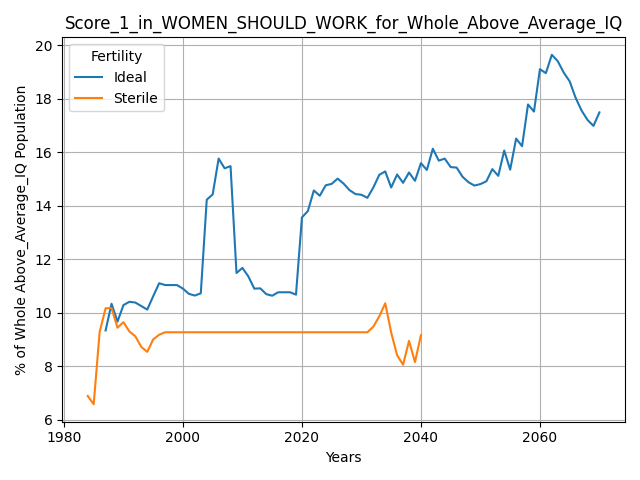 Score_1_in_WOMEN_SHOULD_WORK_for_Whole_Above_Average_IQ
Fertility
Ideal
Sterile
% of Whole Above_Average_IQ Population
20
18
16
14
12
10
8
6
1980
2000
2020
2040
2060
Years